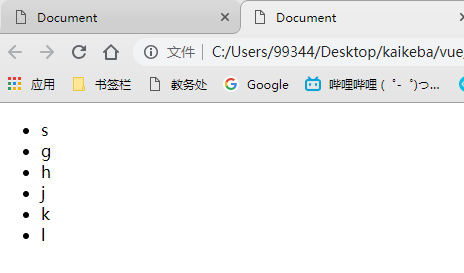 Document × Document
文件 | C:/Users/99344/Desktop/kaikeba/vue
应用 书签栏 教务处 Google 哔哩哔哩 ( ゜- ゜)つ...
s
g
h
j
k
l